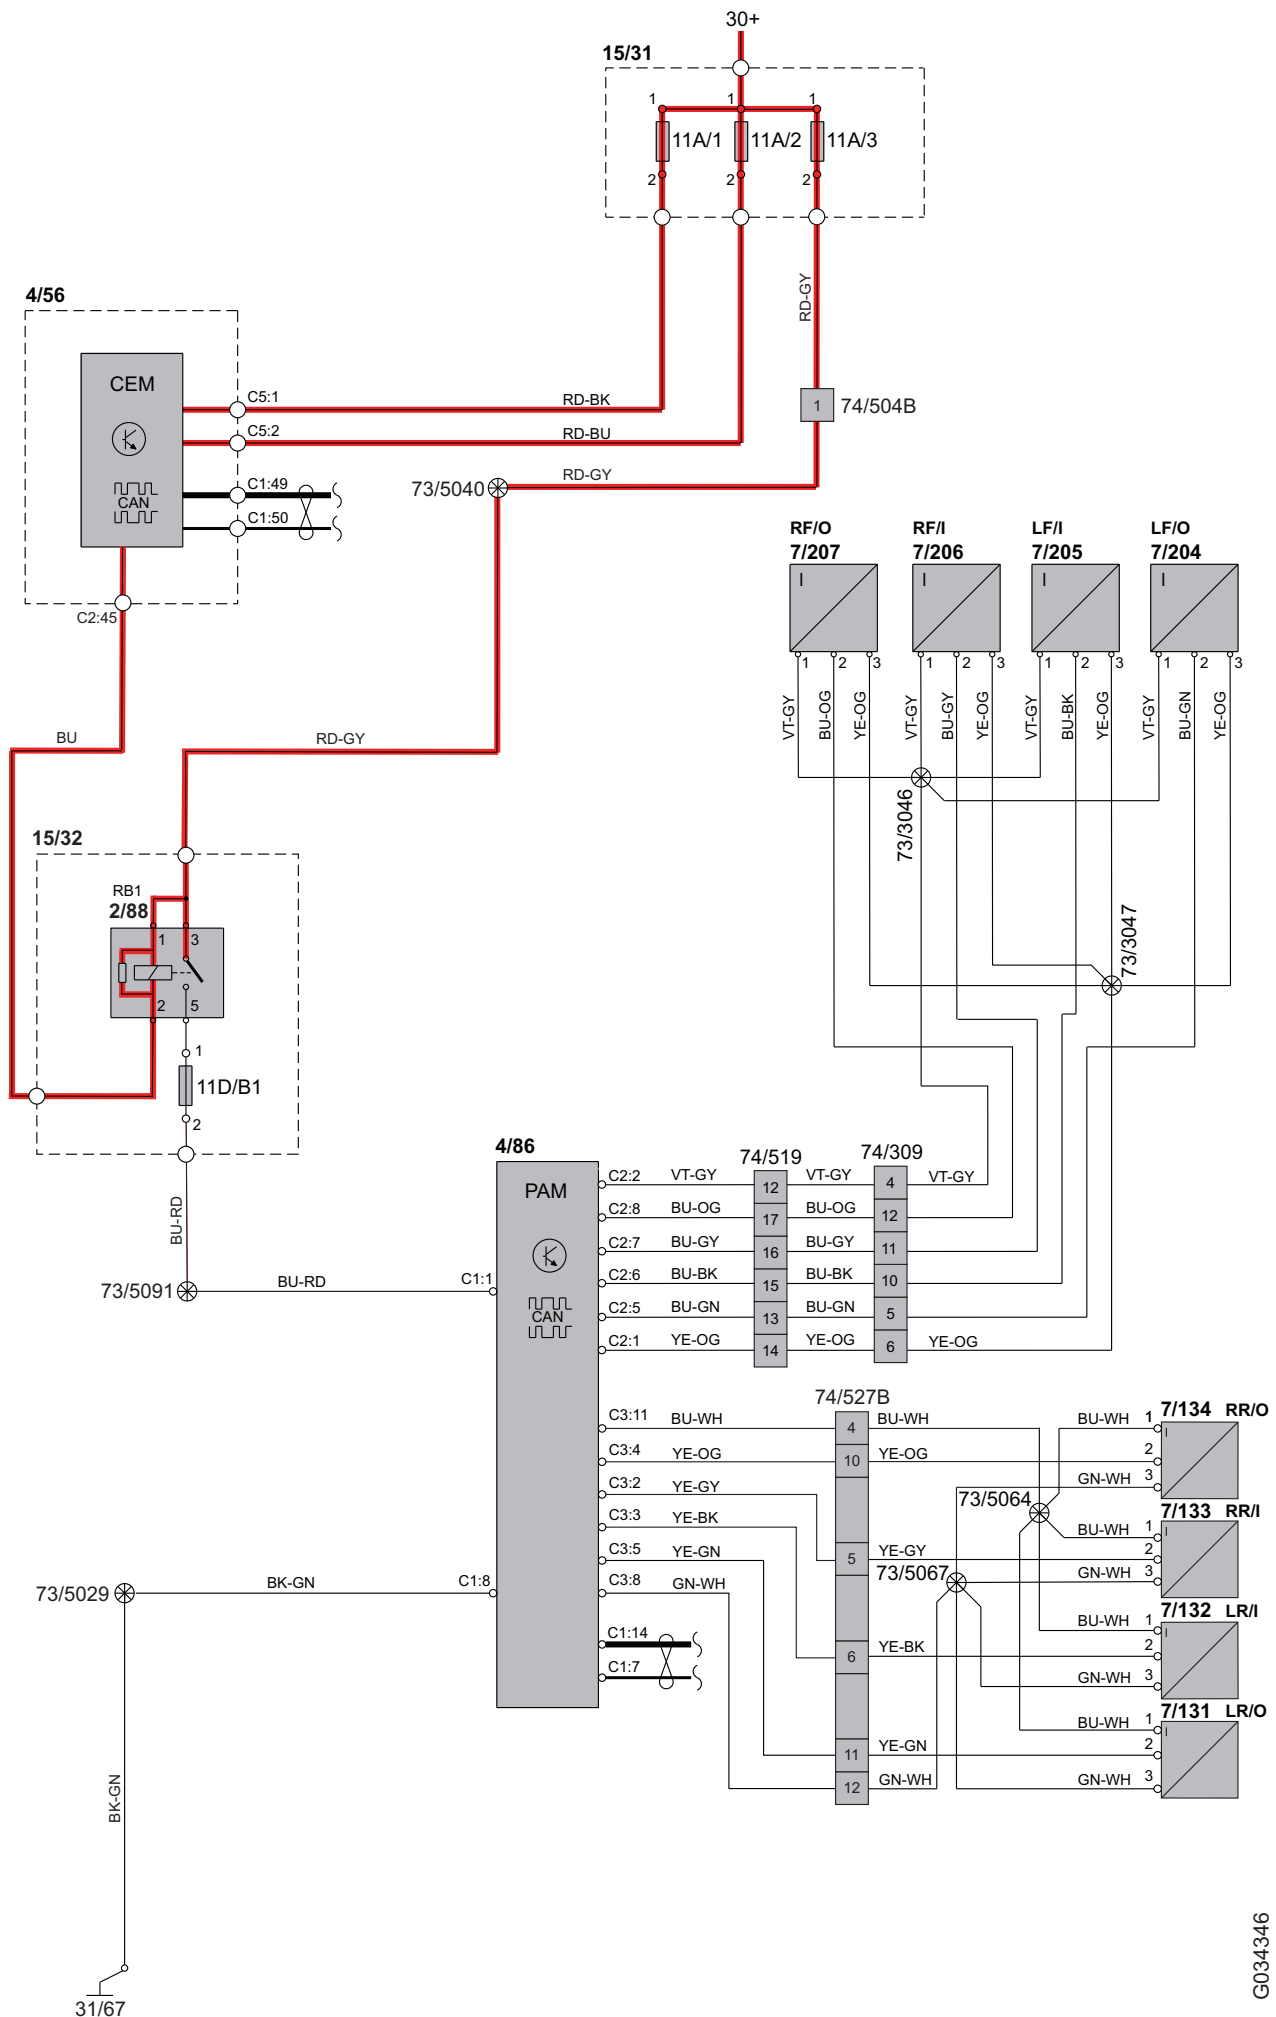 30+
15/31
1 1 1
11A/1 11A/2 11A/3
2 2 2
RD-GY
4/56
CEM
CAN
C5:1 RD-BK
C5:2 RD-BU
C1:49
C1:50
C2:45
1 74/504B
73/5040 RD-GY
BU
RD-GY
RF/O RF/I LF/I LF/O
7/207 7/206 7/205 7/204
I I I I
1 2 3 1 2 3 1 2 3 1 2 3
VT-GY BU-OG YE-OG VT-GY BU-GY YE-OG VT-GY BU-BK YE-OG VT-GY BU-GN YE-OG
73/3046
73/3047
15/32
RB1
2/88
1 3
2 5
1
11D/B1
2
BU-RD
73/5091 BU-RD C1:1
4/86
PAM
CAN
74/519 74/309
C2:2 VT-GY 12 VT-GY 4 VT-GY
C2:8 BU-OG 17 BU-OG 12
C2:7 BU-GY 16 BU-GY 11
C2:6 BU-BK 15 BU-BK 10
C2:5 BU-GN 13 BU-GN 5
C2:1 YE-OG 14 YE-OG 6 YE-OG
74/527B
C3:11 BU-WH 4 BU-WH
C3:4 YE-OG 10 YE-OG
C3:2 YE-GY
C3:3 YE-BK
C3:5 YE-GN
5 YE-GY
C3:8 GN-WH
6 YE-BK
11 YE-GN
12 GN-WH
C1:14
C1:7
73/5064
73/5067
7/134 RR/O
BU-WH 1 I
2
GN-WH 3
7/133 RR/I
BU-WH 1 I
2
GN-WH 3
7/132 LR/I
BU-WH 1 I
2
GN-WH 3
7/131 LR/O
BU-WH 1 I
2
GN-WH 3
73/5029 BK-GN C1:8
BK-GN
31/67
G034346